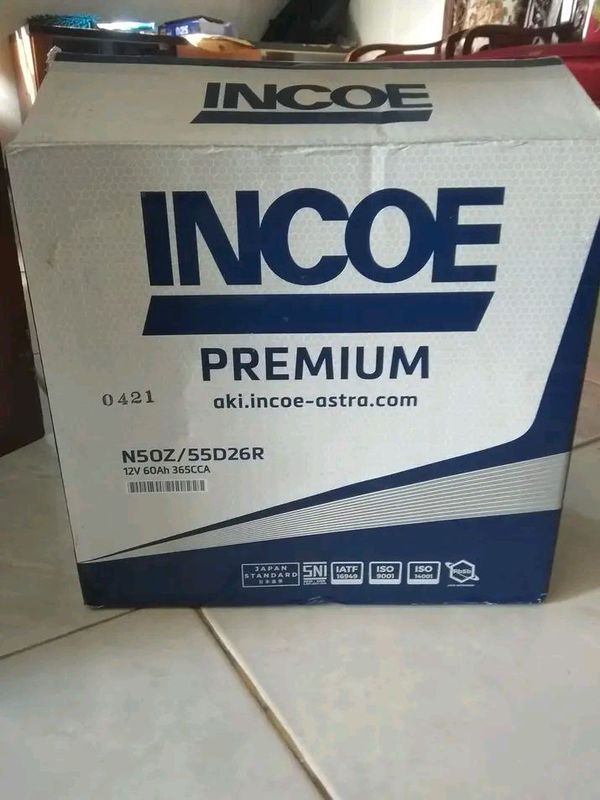 INCOE
INCOE
PREMIUM
aki.incoe-astra.com
0421
N50Z/55D26R
12V 60Ah 365CCA
JAPAN
STANDARD
SNI
IATF
16949
ISO
9001
ISO
14001
PbSb